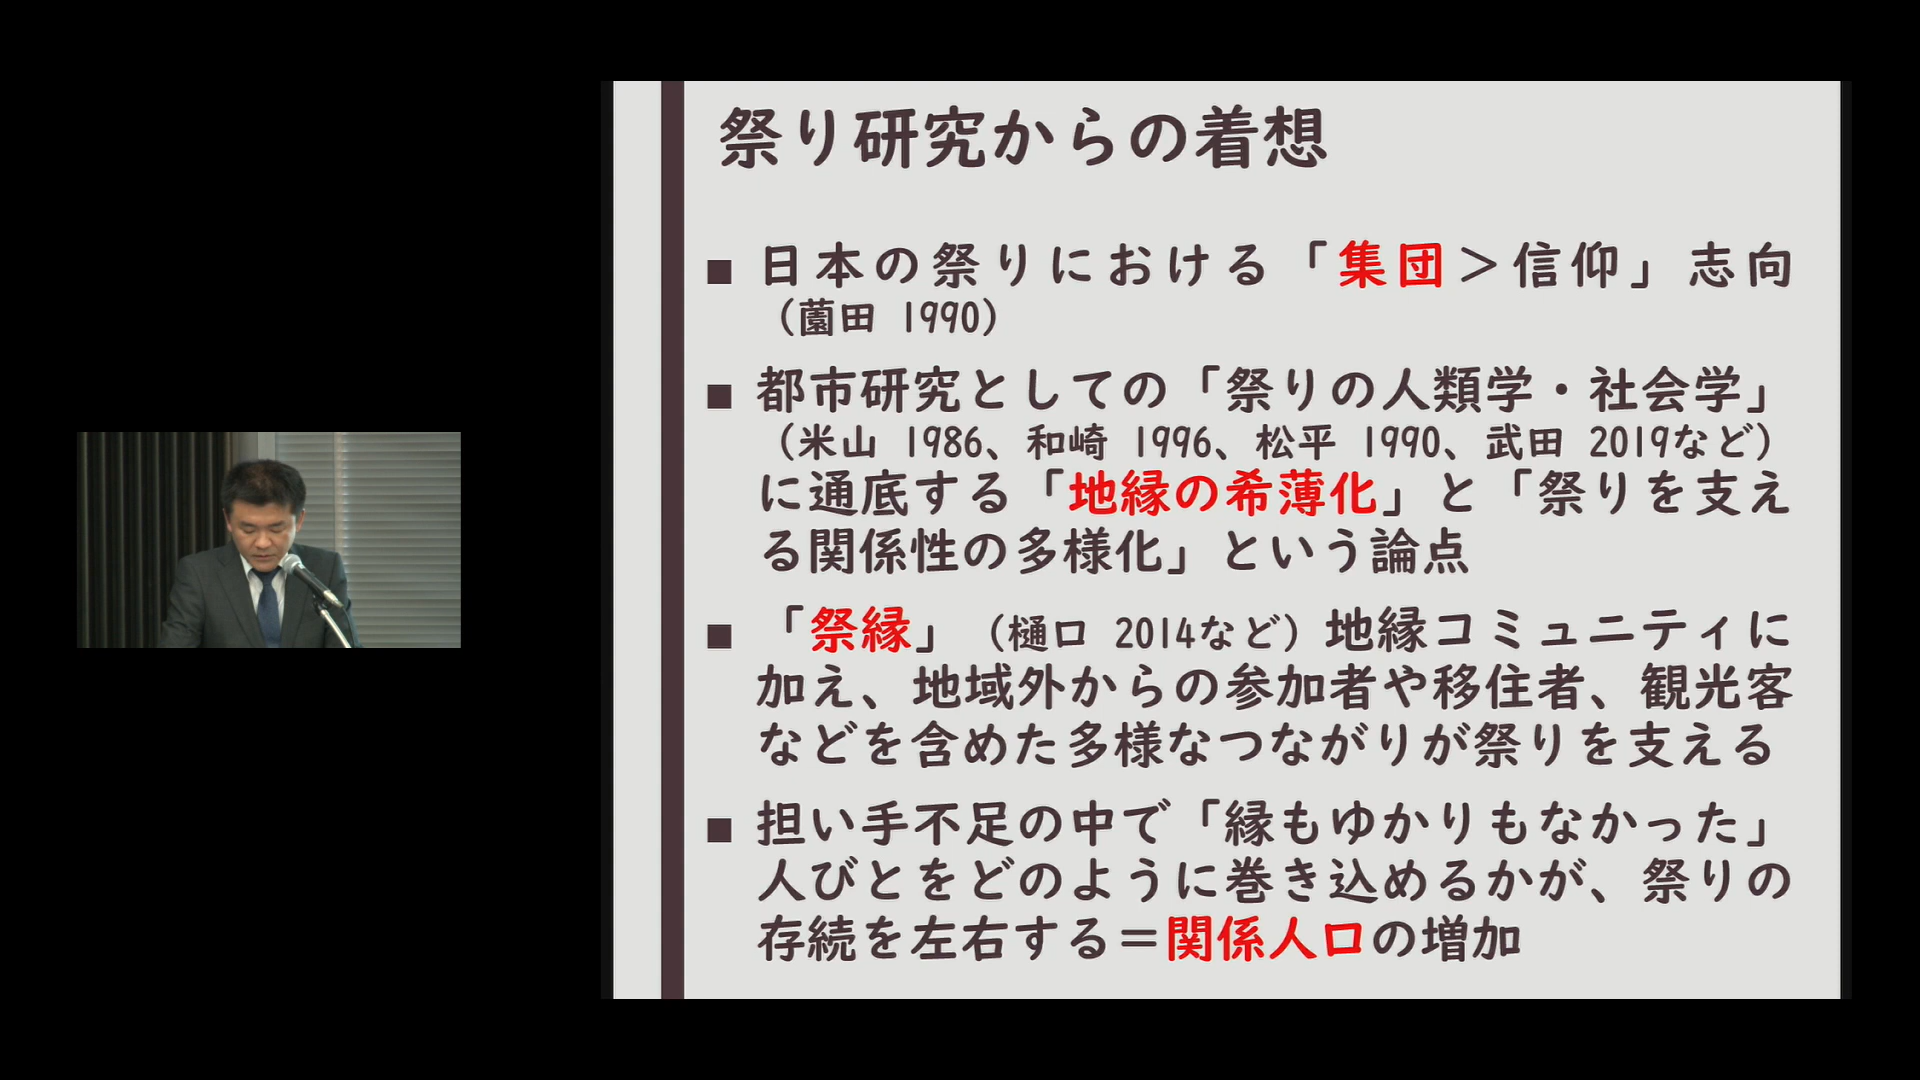 祭り研究からの着想
■ 日本の祭りにおける「集団＞信仰」志向
（薗田 1990）
■ 都市研究としての「祭りの人類学・社会学」
（米山 1986、和崎 1996、松平 1990、武田 2019など）
に通底する「地縁の希薄化」と「祭りを支え
る関係性の多様化」という論点
■ 「祭縁」（樋口 2014など）地縁コミュニティに
加え、地域外からの参加者や移住者、観光客
などを含めた多様なつながりが祭りを支える
■ 担い手不足の中で「縁もゆかりもなかった」
人びとをどのように巻き込めるかが、祭りの
存続を左右する＝関係人口の増加